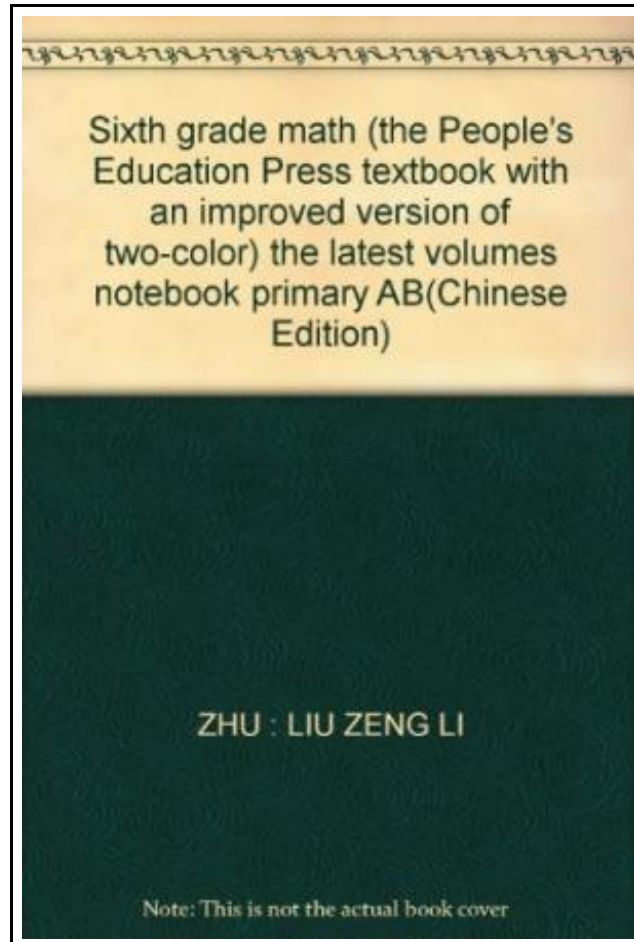 Sixth grade math (the People's
Education Press textbook with
an improved version of
two-color) the latest volumes
notebook primary AB(Chinese
Edition)
ZHU : LIU ZENG LI
Note: This is not the actual book cover